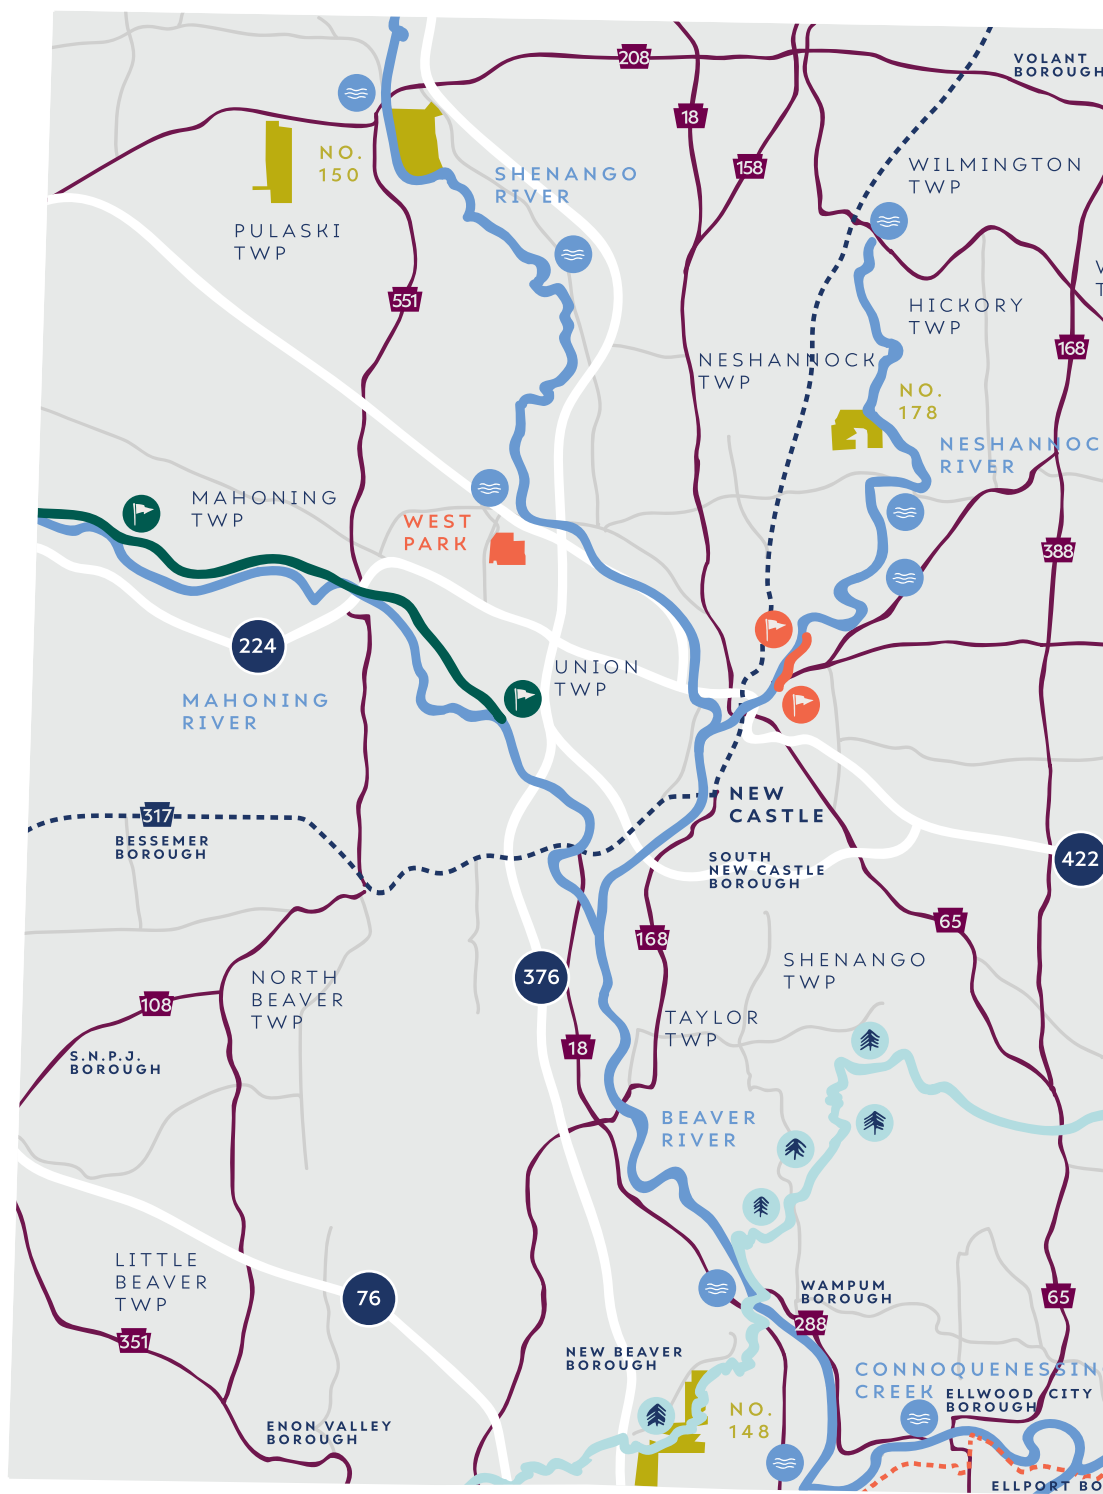 VOLANT
BOROUGH
208
18
158
NO.
150
SHENANGO
RIVER
WILMINGTON
TWP
PULASKI
TWP
551
HICKORY
TWP
168
NESHANNOCK
TWP
NO.
178
NESHANNOC
RIVER
MAHONING
TWP
WEST
PARK
388
224
UNION
TWP
MAHONING
RIVER
NEW
CASTLE
317
BESSEMER
BOROUGH
SOUTH
NEW CASTLE
BOROUGH
422
65
168
376
SHENANGO
TWP
NORTH
BEAVER
TWP
108
TAYLOR
TWP
18
S.N.P.J.
BOROUGH
BEAVER
RIVER
LITTLE
BEAVER
TWP
76
WAMPUM
BOROUGH
65
288
351
NEW BEAVER
BOROUGH
CONNOQUENESSIN
CREEK
ELLWOOD CITY
BOROUGH
NO.
148
ENON VALLEY
BOROUGH
ELLPORT BO